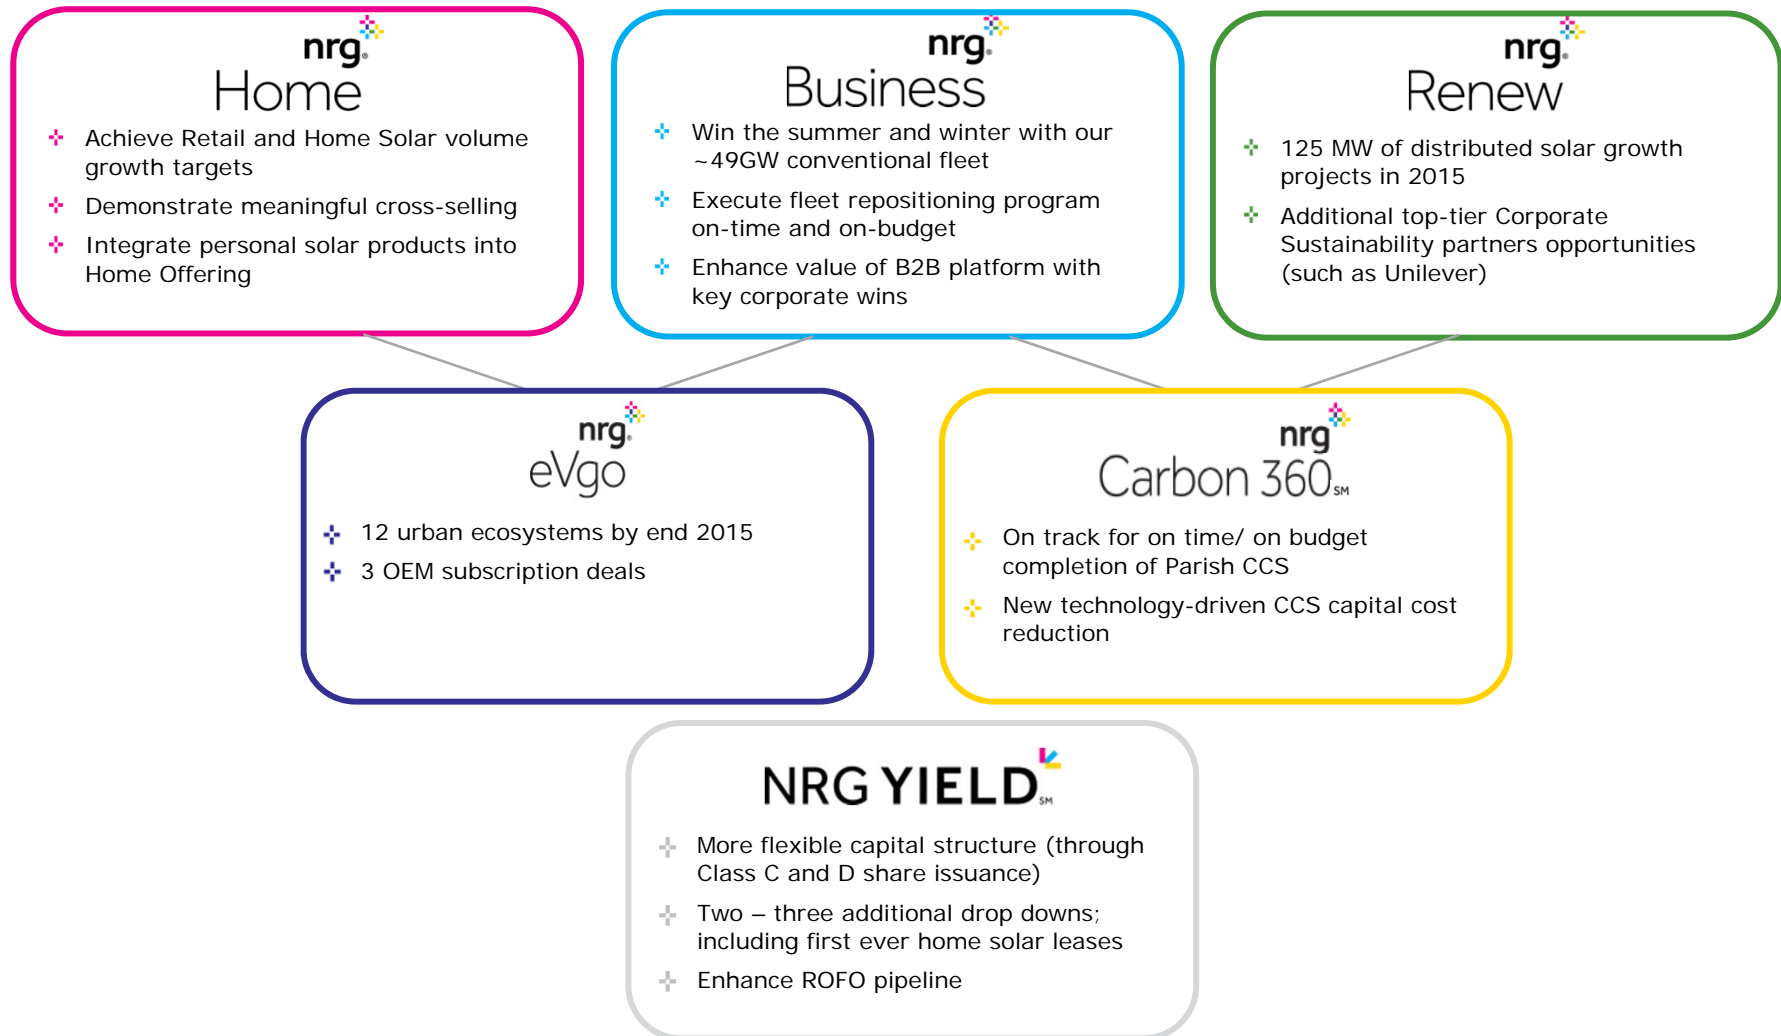 nrg®
Home
Achieve Retail and Home Solar volume
growth targets
Demonstrate meaningful cross-selling
Integrate personal solar products into
Home Offering
nrg®
Business
Win the summer and winter with our
~49GW conventional fleet
Execute fleet repositioning program
on-time and on-budget
Enhance value of B2B platform with
key corporate wins
nrg®
Renew
125 MW of distributed solar growth
projects in 2015
Additional top-tier Corporate
Sustainability partners opportunities
(such as Unilever)
nrg®
eVgo
12 urban ecosystems by end 2015
3 OEM subscription deals
nrg
Carbon 360 SM
On track for on time/ on budget
completion of Parish CCS
New technology-driven CCS capital cost
reduction
NRG YIELD SM
More flexible capital structure (through
Class C and D share issuance)
Two – three additional drop downs;
including first ever home solar leases
Enhance ROFO pipeline